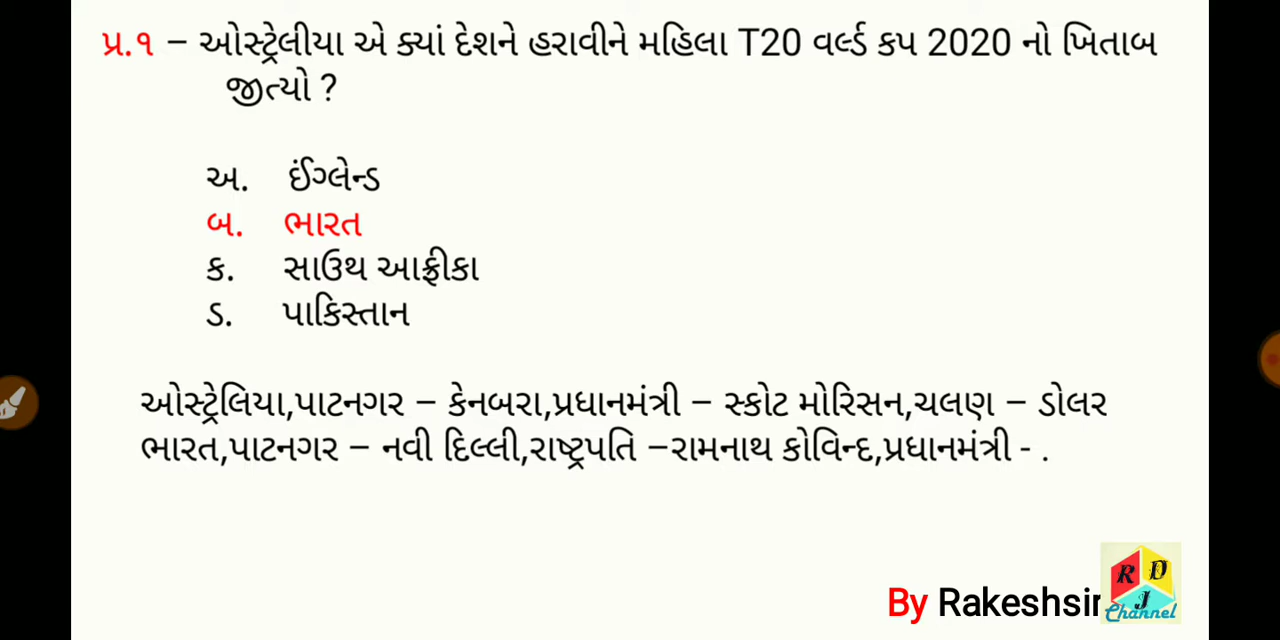 પ્ર.૧ – ઓસ્ટ્રેલીયા એ ક્યાં દેશને હરાવીને મહિલા T20 વર્લ્ડ કપ 2020 નો ખિતાબ
જીત્યો ?
અ. ઈંગ્લેન્ડ
બ. ભારત
ક. સાઉથ આફ્રીકા
ડ. પાકિસ્તાન
ઓસ્ટ્રેલિયા,પાટનગર – કેનબરા,પ્રધાનમંત્રી – સ્કોટ મોરિસન,ચલણ – ડોલર
ભારત,પાટનગર – નવી દિલ્લી,રાષ્ટ્રપતિ –રામનાથ કોવિન્દ,પ્રધાનમંત્રી - .
By Rakeshsir
R D
J
Channel